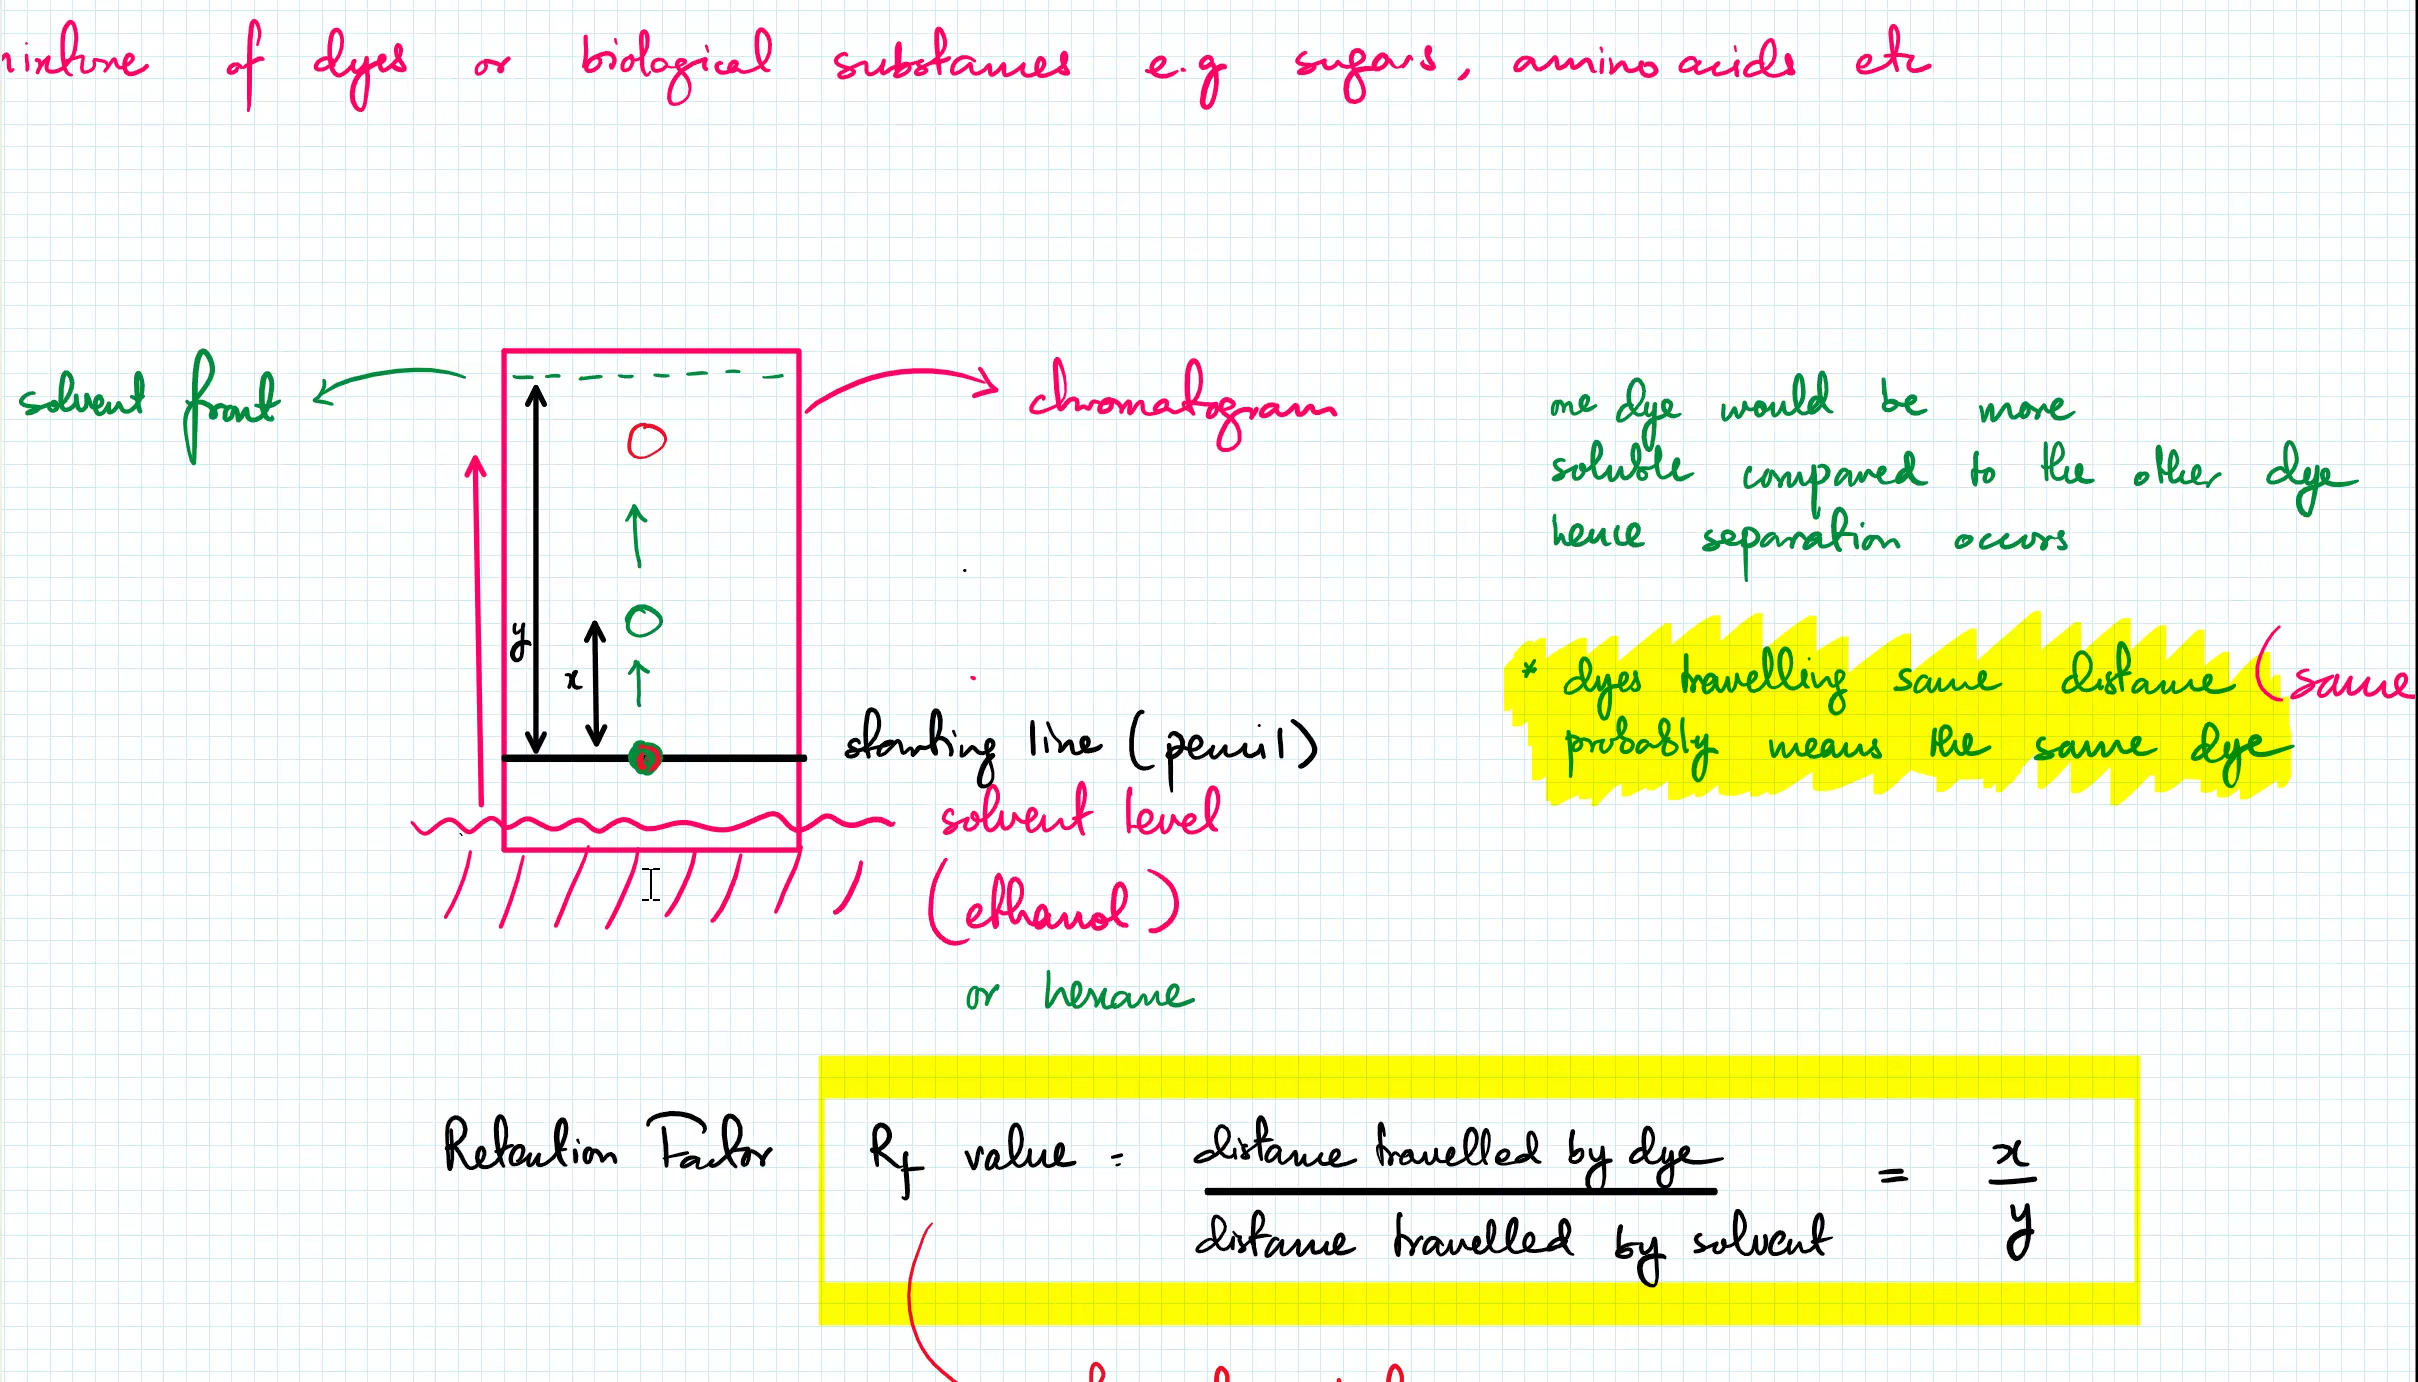 of dyes or biological substances e.g sugars, amino acids etc
solvent front
chromatogram
one dye would be more
soluble compared to the other dye
hence separation occurs
y
x
* dyes travelling same distance (same
probably means the same dye
starting line (pencil)
solvent level
(ethanol)
or hexane
Retention Factor
Rf value = distance travelled by dye = x
distance travelled by solvent y